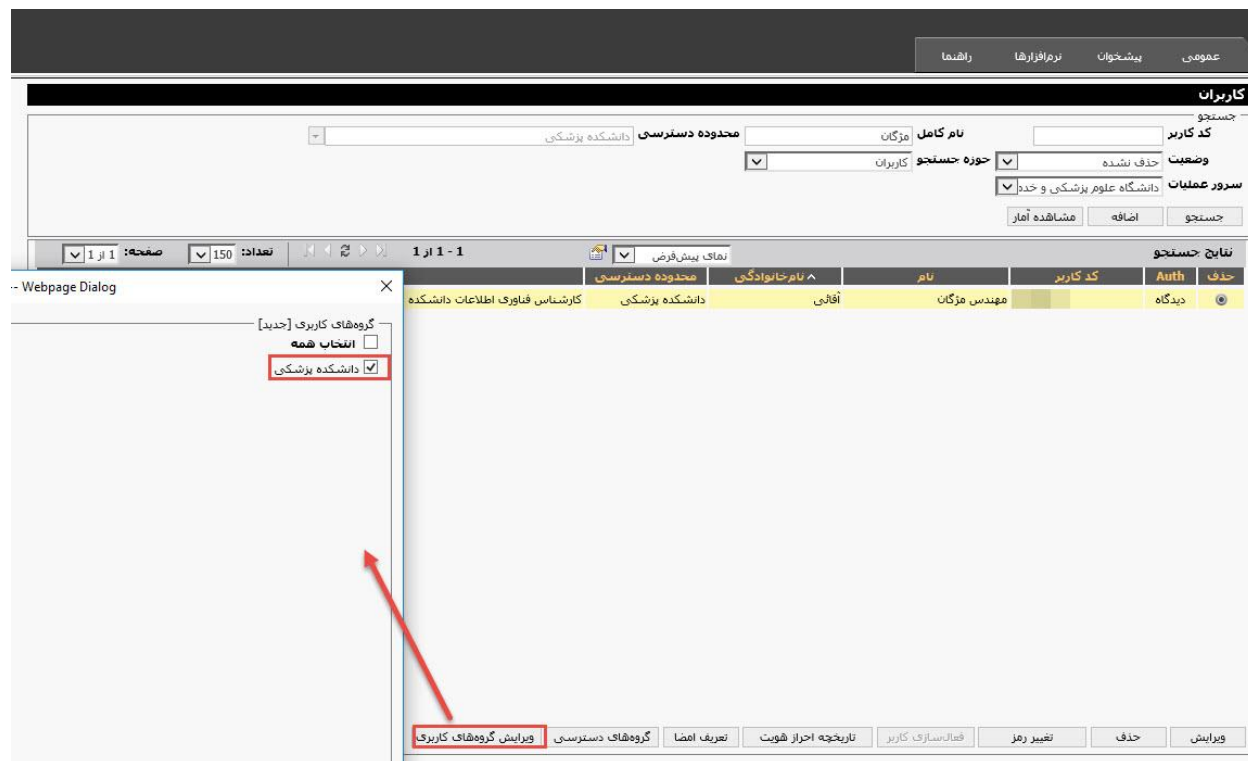 عمومی پیشخوان نرم‌افزارها راهنما
کاربران
جستجو
کد کاربر نام کامل مژگان محدوده دسترسی دانشکده پزشکی
وضعیت حذف نشده حوزه جستجو کاربران
سرور عملیات دانشگاه علوم پزشکی و خدد
جستجو اضافه مشاهده آمار
نتایج جستجو نمای پیش‌فرض 1 - 1 از 1 تعداد: 150 صفحه: 1 از 1
حذف Auth کد کاربر نام نام‌خانوادگی محدوده دسترسی
دیدگاه مهندس مژگان آقائی دانشکده پزشکی کارشناس فناوری اطلاعات دانشکده
-- Webpage Dialog
گروه‌های کاربری [جدید]
انتخاب همه
دانشکده پزشکی
ویرایش حذف تغییر رمز فعال‌سازی کاربر تاریخچه احراز هویت تعریف امضا گروه‌های دسترسی ویرایش گروه‌های کاربری